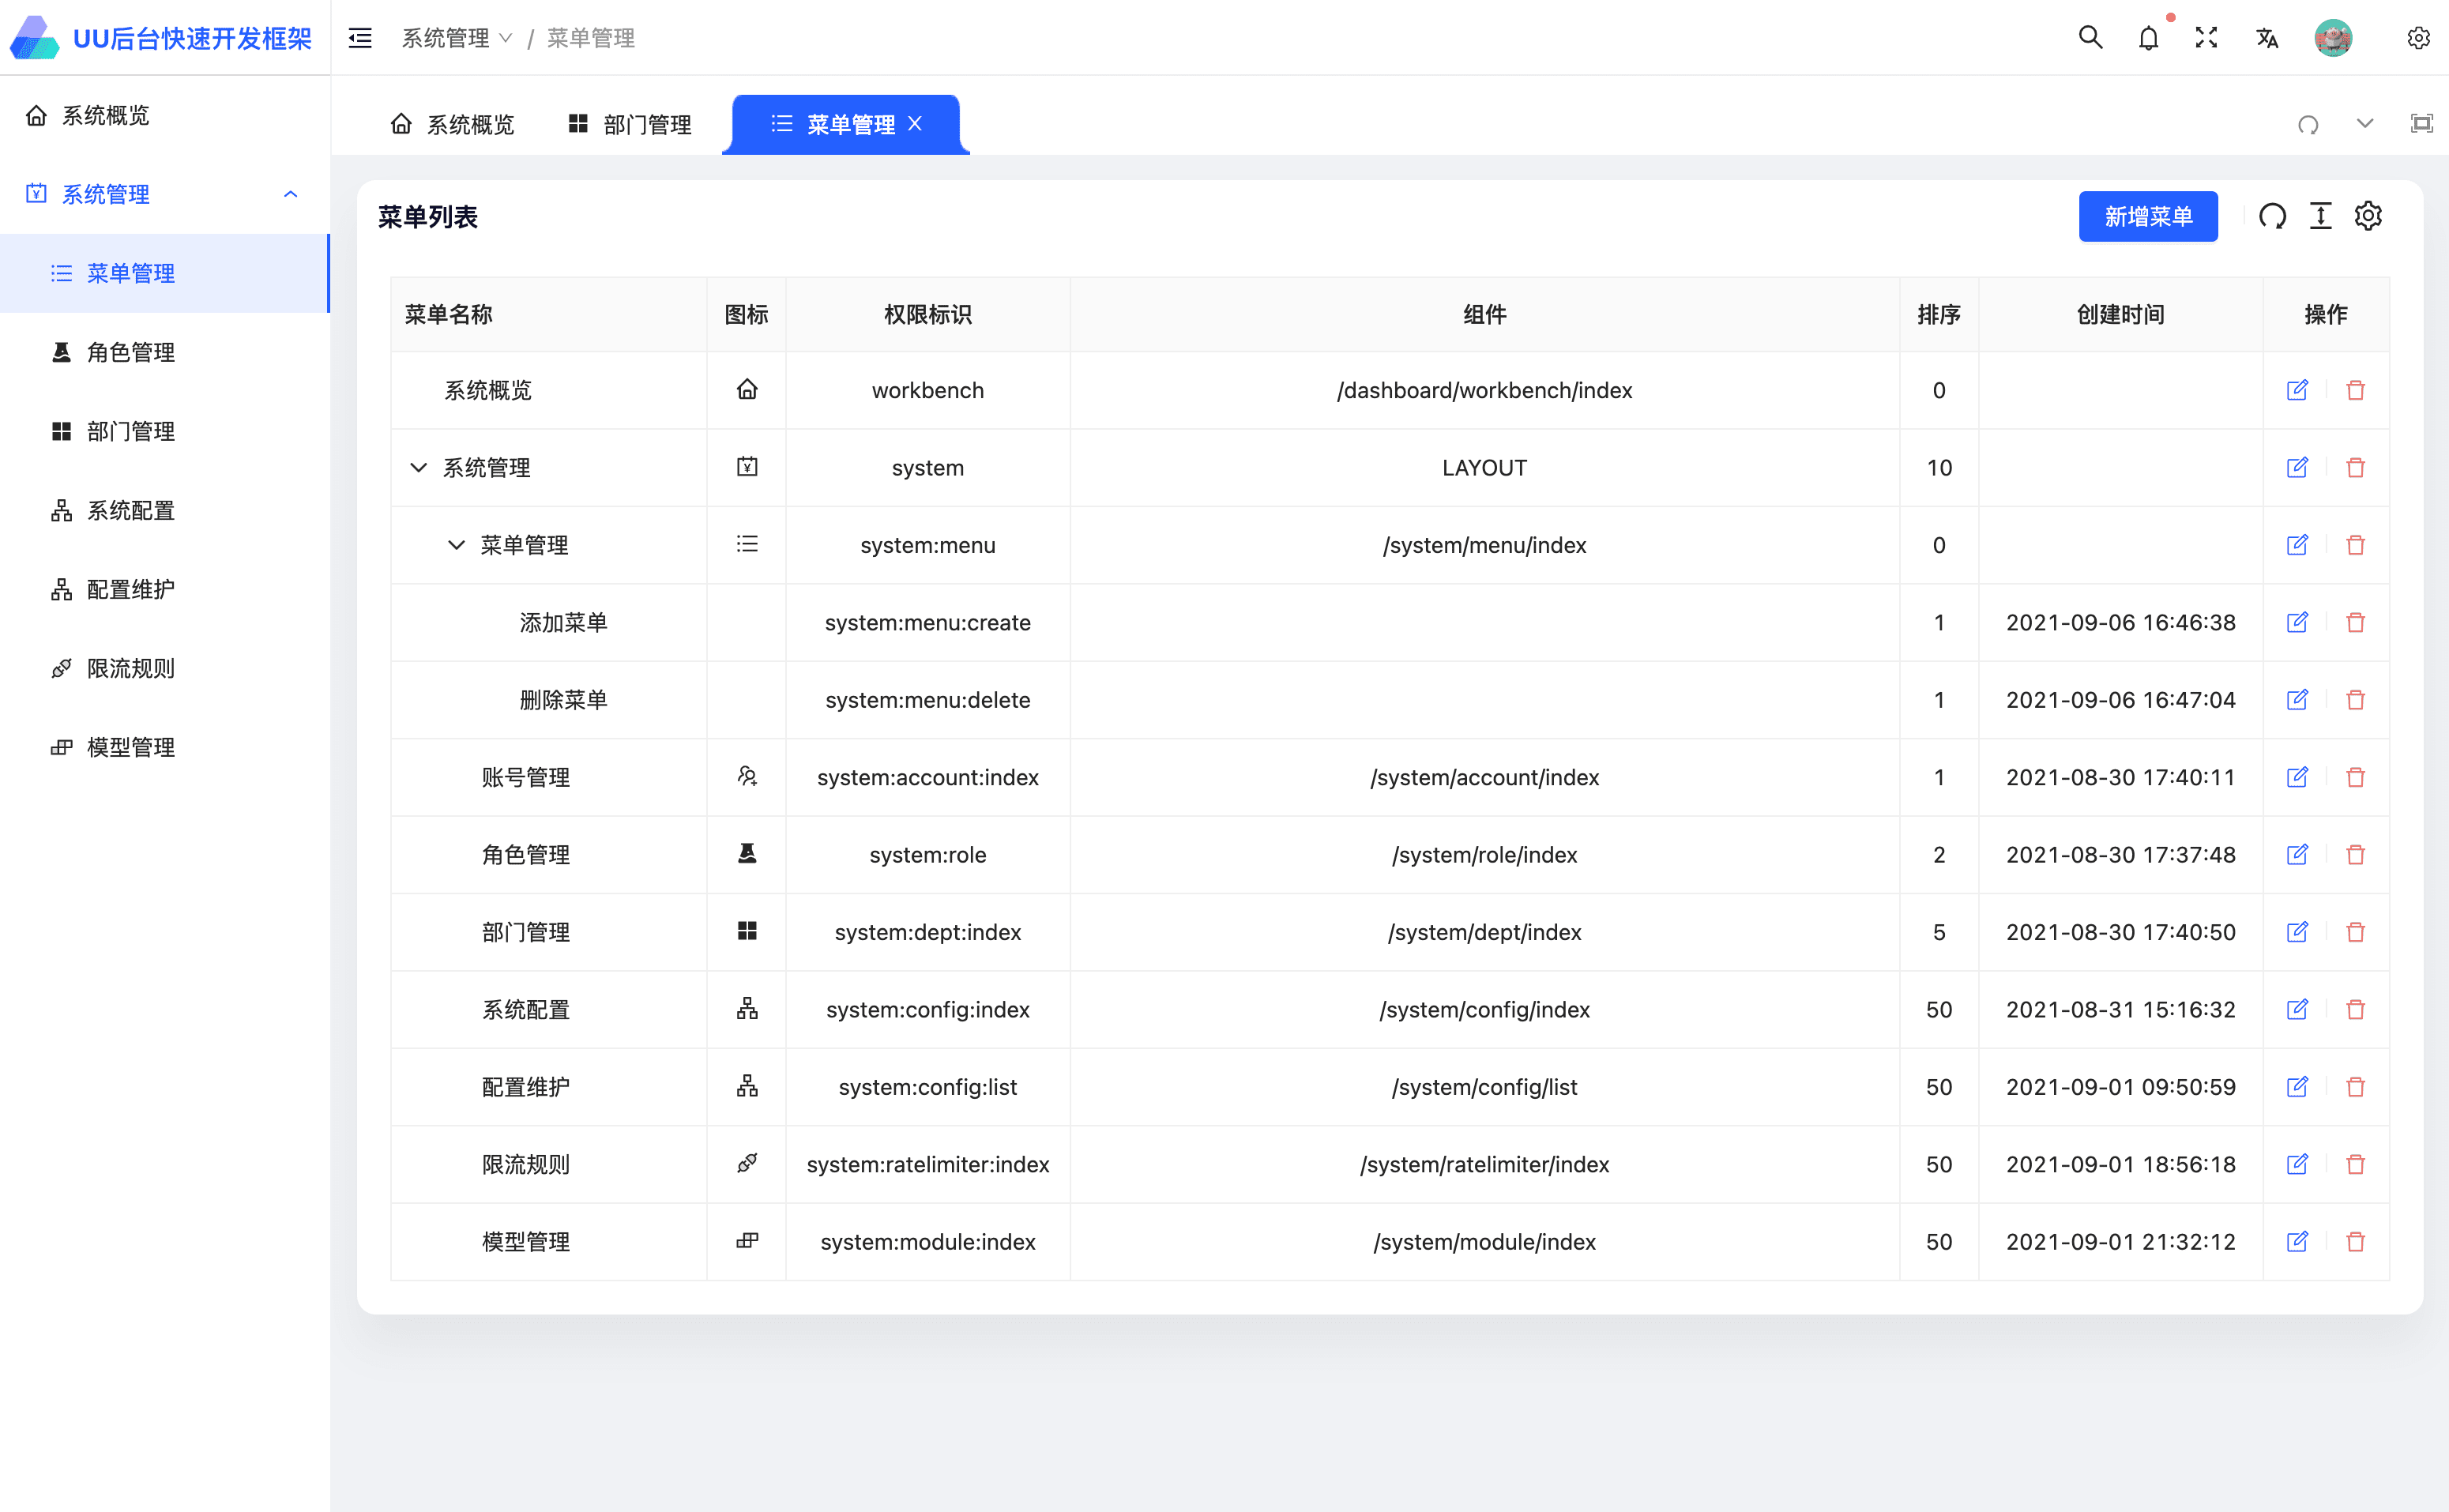 UU后台快速开发框架
系统管理 / 菜单管理
系统概览
系统管理
菜单管理
角色管理
部门管理
系统配置
配置维护
限流规则
模型管理
系统概览 部门管理 菜单管理
菜单列表 新增菜单
菜单名称 图标 权限标识 组件 排序 创建时间 操作
系统概览 workbench /dashboard/workbench/index 0
系统管理 system LAYOUT 10
菜单管理 system:menu /system/menu/index 0
添加菜单 system:menu:create 1 2021-09-06 16:46:38
删除菜单 system:menu:delete 1 2021-09-06 16:47:04
账号管理 system:account:index /system/account/index 1 2021-08-30 17:40:11
角色管理 system:role /system/role/index 2 2021-08-30 17:37:48
部门管理 system:dept:index /system/dept/index 5 2021-08-30 17:40:50
系统配置 system:config:index /system/config/index 50 2021-08-31 15:16:32
配置维护 system:config:list /system/config/list 50 2021-09-01 09:50:59
限流规则 system:ratelimiter:index /system/ratelimiter/index 50 2021-09-01 18:56:18
模型管理 system:module:index /system/module/index 50 2021-09-01 21:32:12